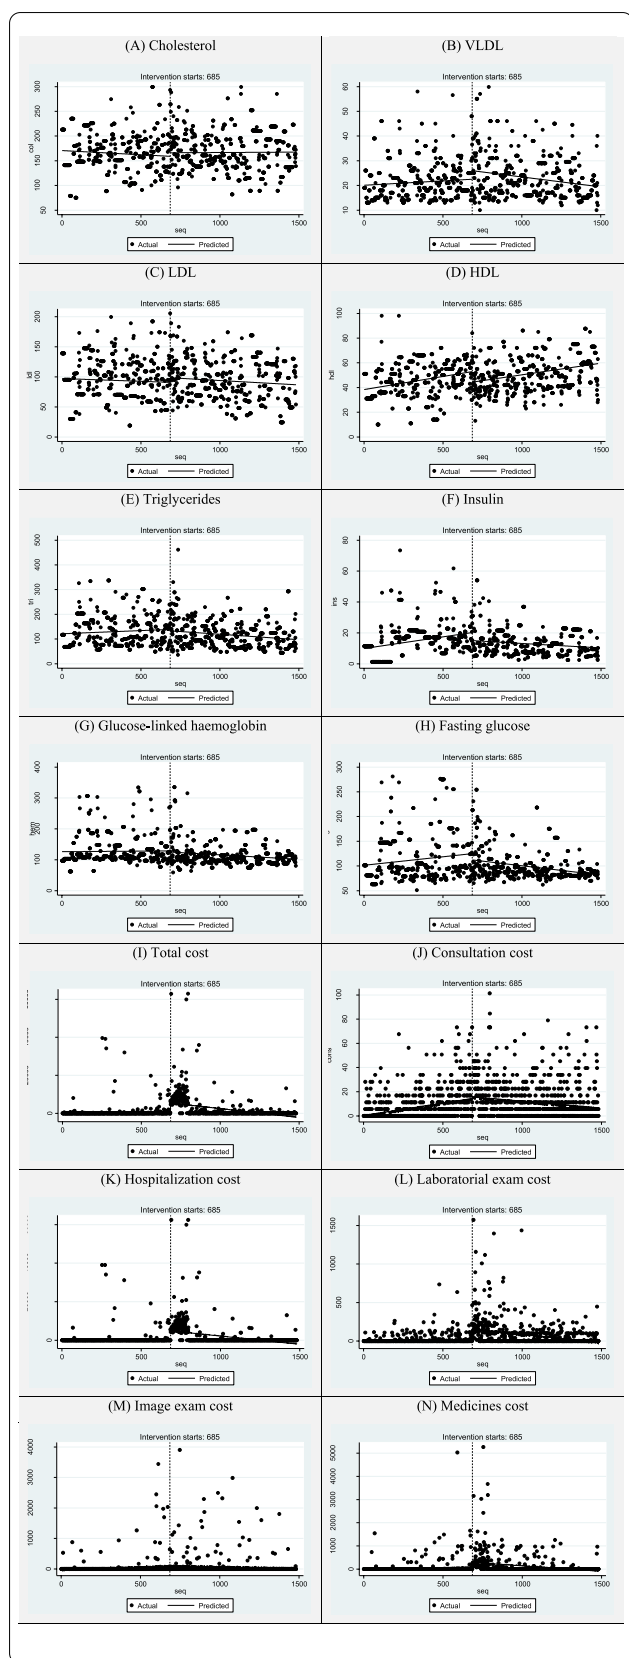 (A) Cholesterol
Intervention starts: 685
300
250
200
150
100
50
col
0 500 1000 1500
seq
Actual Predicted
(B) VLDL
Intervention starts: 685
60
50
40
30
20
10
0 500 1000 1500
seq
Actual Predicted
(C) LDL
Intervention starts: 685
200
150
100
50
0
ldl
0 500 1000 1500
seq
Actual Predicted
(D) HDL
Intervention starts: 685
100
80
60
40
20
0
hdl
0 500 1000 1500
seq
Actual Predicted
(E) Triglycerides
Intervention starts: 685
500
400
300
200
100
0
tri
0 500 1000 1500
seq
Actual Predicted
(F) Insulin
Intervention starts: 685
80
60
40
20
0
ins
0 500 1000 1500
seq
Actual Predicted
(G) Glucose-linked haemoglobin
Intervention starts: 685
400
300
200
100
0
hem
0 500 1000 1500
seq
Actual Predicted
(H) Fasting glucose
Intervention starts: 685
300
250
200
150
100
50
0 500 1000 1500
seq
Actual Predicted
(I) Total cost
Intervention starts: 685
0
0 500 1000 1500
seq
Actual Predicted
(J) Consultation cost
Intervention starts: 685
100
80
60
40
20
0
cons
0 500 1000 1500
seq
Actual Predicted
(K) Hospitalization cost
Intervention starts: 685
0
0 500 1000 1500
seq
Actual Predicted
(L) Laboratorial exam cost
Intervention starts: 685
1500
500
0
0 500 1000 1500
seq
Actual Predicted
(M) Image exam cost
Intervention starts: 685
4000
3000
2000
1000
0
0 500 1000 1500
seq
Actual Predicted
(N) Medicines cost
Intervention starts: 685
5000
4000
3000
2000
1000
0
0 500 1000 1500
seq
Actual Predicted